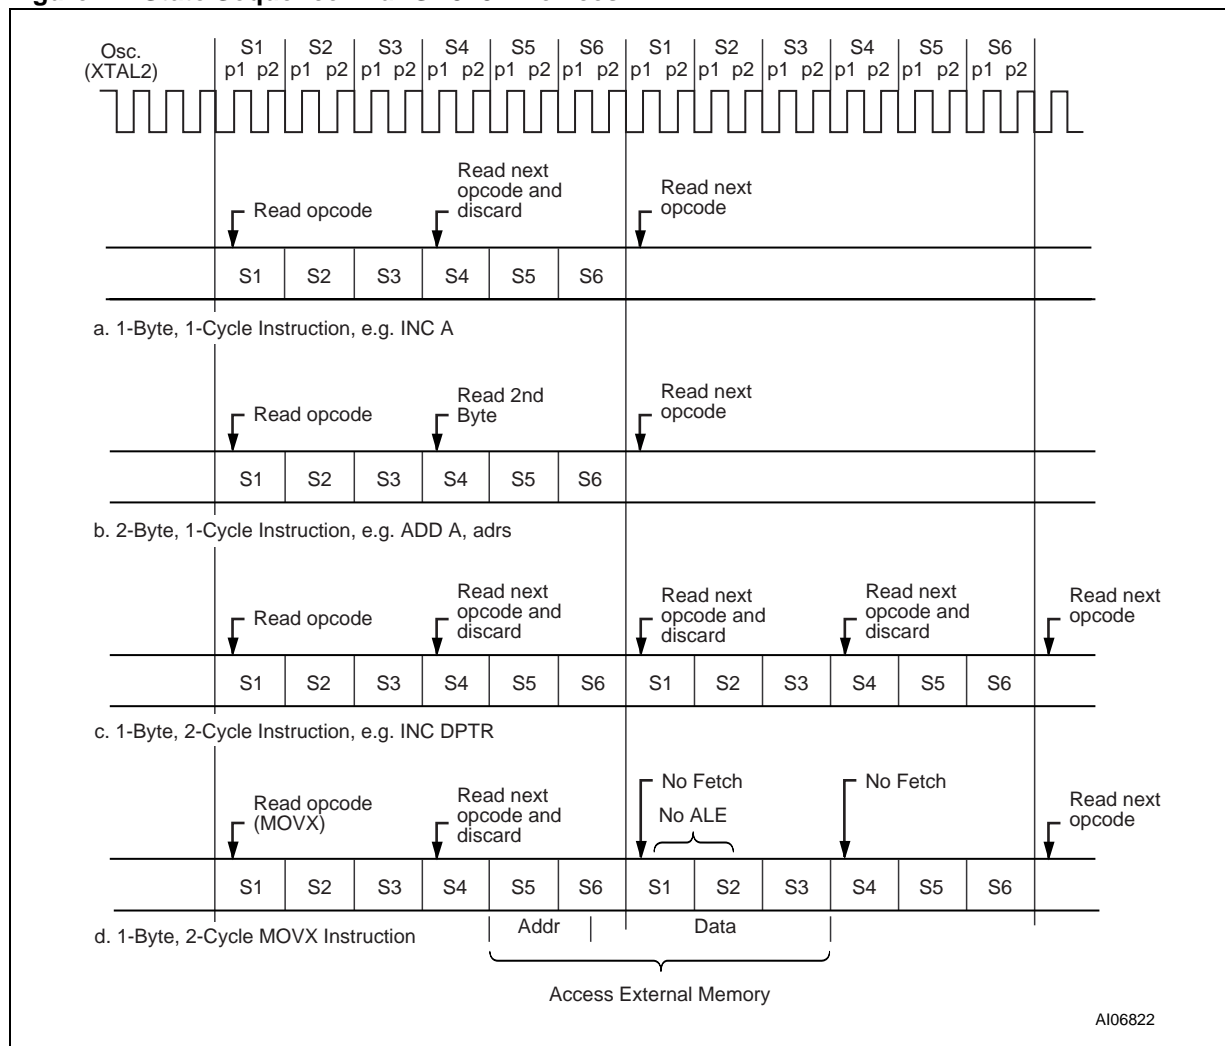 Osc.
(XTAL2)
S1 S2 S3 S4 S5 S6 S1 S2 S3 S4 S5 S6
p1 p2 p1 p2 p1 p2 p1 p2 p1 p2 p1 p2 p1 p2 p1 p2 p1 p2 p1 p2 p1 p2 p1 p2
Read opcode
Read next
opcode and
discard
Read next
opcode
S1 S2 S3 S4 S5 S6
a. 1-Byte, 1-Cycle Instruction, e.g. INC A
Read opcode
Read 2nd
Byte
Read next
opcode
S1 S2 S3 S4 S5 S6
b. 2-Byte, 1-Cycle Instruction, e.g. ADD A, adrs
Read opcode
Read next
opcode and
discard
Read next
opcode and
discard
Read next
opcode and
discard
Read next
opcode
S1 S2 S3 S4 S5 S6 S1 S2 S3 S4 S5 S6
c. 1-Byte, 2-Cycle Instruction, e.g. INC DPTR
Read opcode
(MOVX)
Read next
opcode and
discard
No Fetch
No ALE
No Fetch
Read next
opcode
S1 S2 S3 S4 S5 S6 S1 S2 S3 S4 S5 S6
d. 1-Byte, 2-Cycle MOVX Instruction
Addr
Data
Access External Memory
AI06822